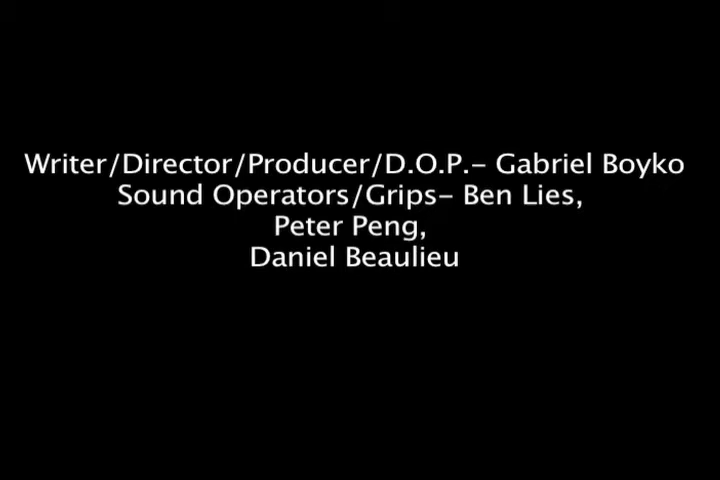 Writer/Director/Producer/D.O.P.- Gabriel Boyko
Sound Operators/Grips- Ben Lies,
Peter Peng,
Daniel Beaulieu